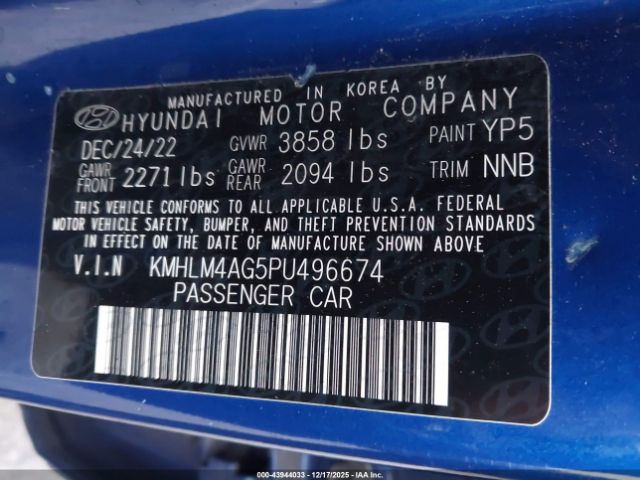 MANUFACTURED IN KOREA BY
HYUNDAI MOTOR COMPANY
DEC/24/22 GVWR 3858 lbs PAINT YP5
GAWR FRONT 2271 lbs GAWR REAR 2094 lbs TRIM NNB
THIS VEHICLE CONFORMS TO ALL APPLICABLE U.S.A. FEDERAL
MOTOR VEHICLE SAFETY, BUMPER, AND THEFT PREVENTION STANDARDS
IN EFFECT ON THE DATE OF MANUFACTURE SHOWN ABOVE.
V.I.N KMHLM4AG5PU496674
PASSENGER CAR
© IAA - 43944033 - 12/17/2025 - IAAI.COM